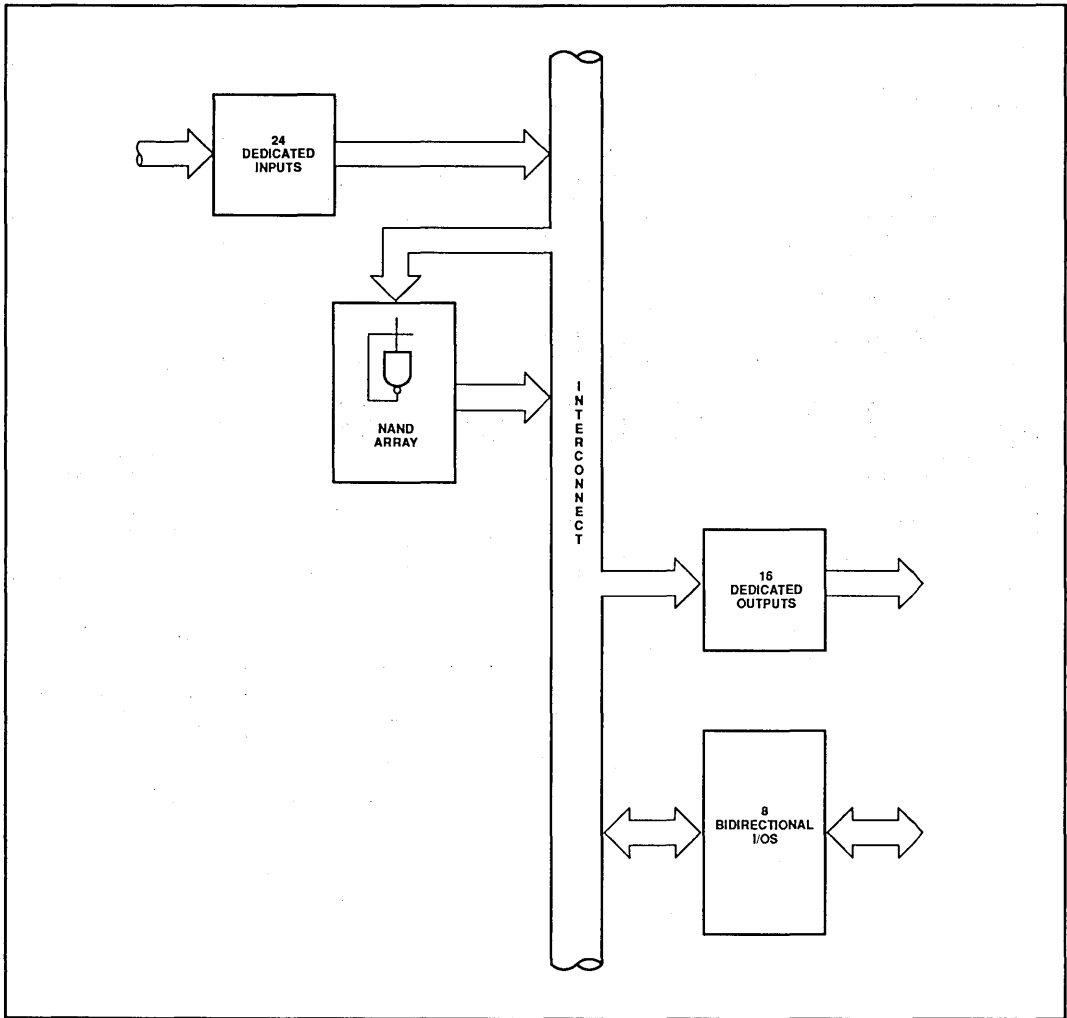 24
DEDICATED
INPUTS
NAND
ARRAY
INTERCONNECT
16
DEDICATED
OUTPUTS
8
BIDIRECTIONAL
I/OS